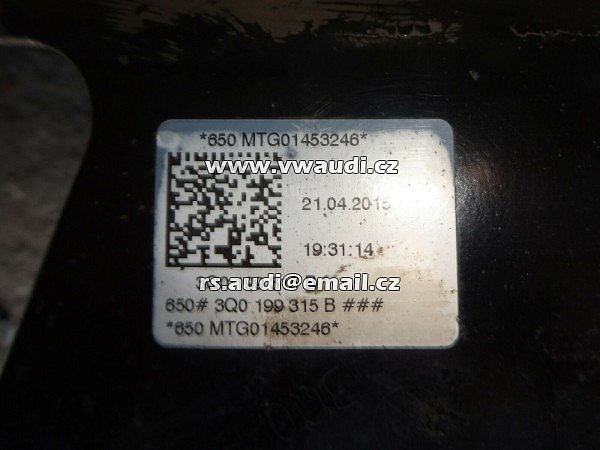 *650 MTG01453246*
www.vwaudi.cz
21.04.2015
19:31:14
rs.audi@email.cz
650# 3Q0 199 315 B ###
*650 MTG01453246*